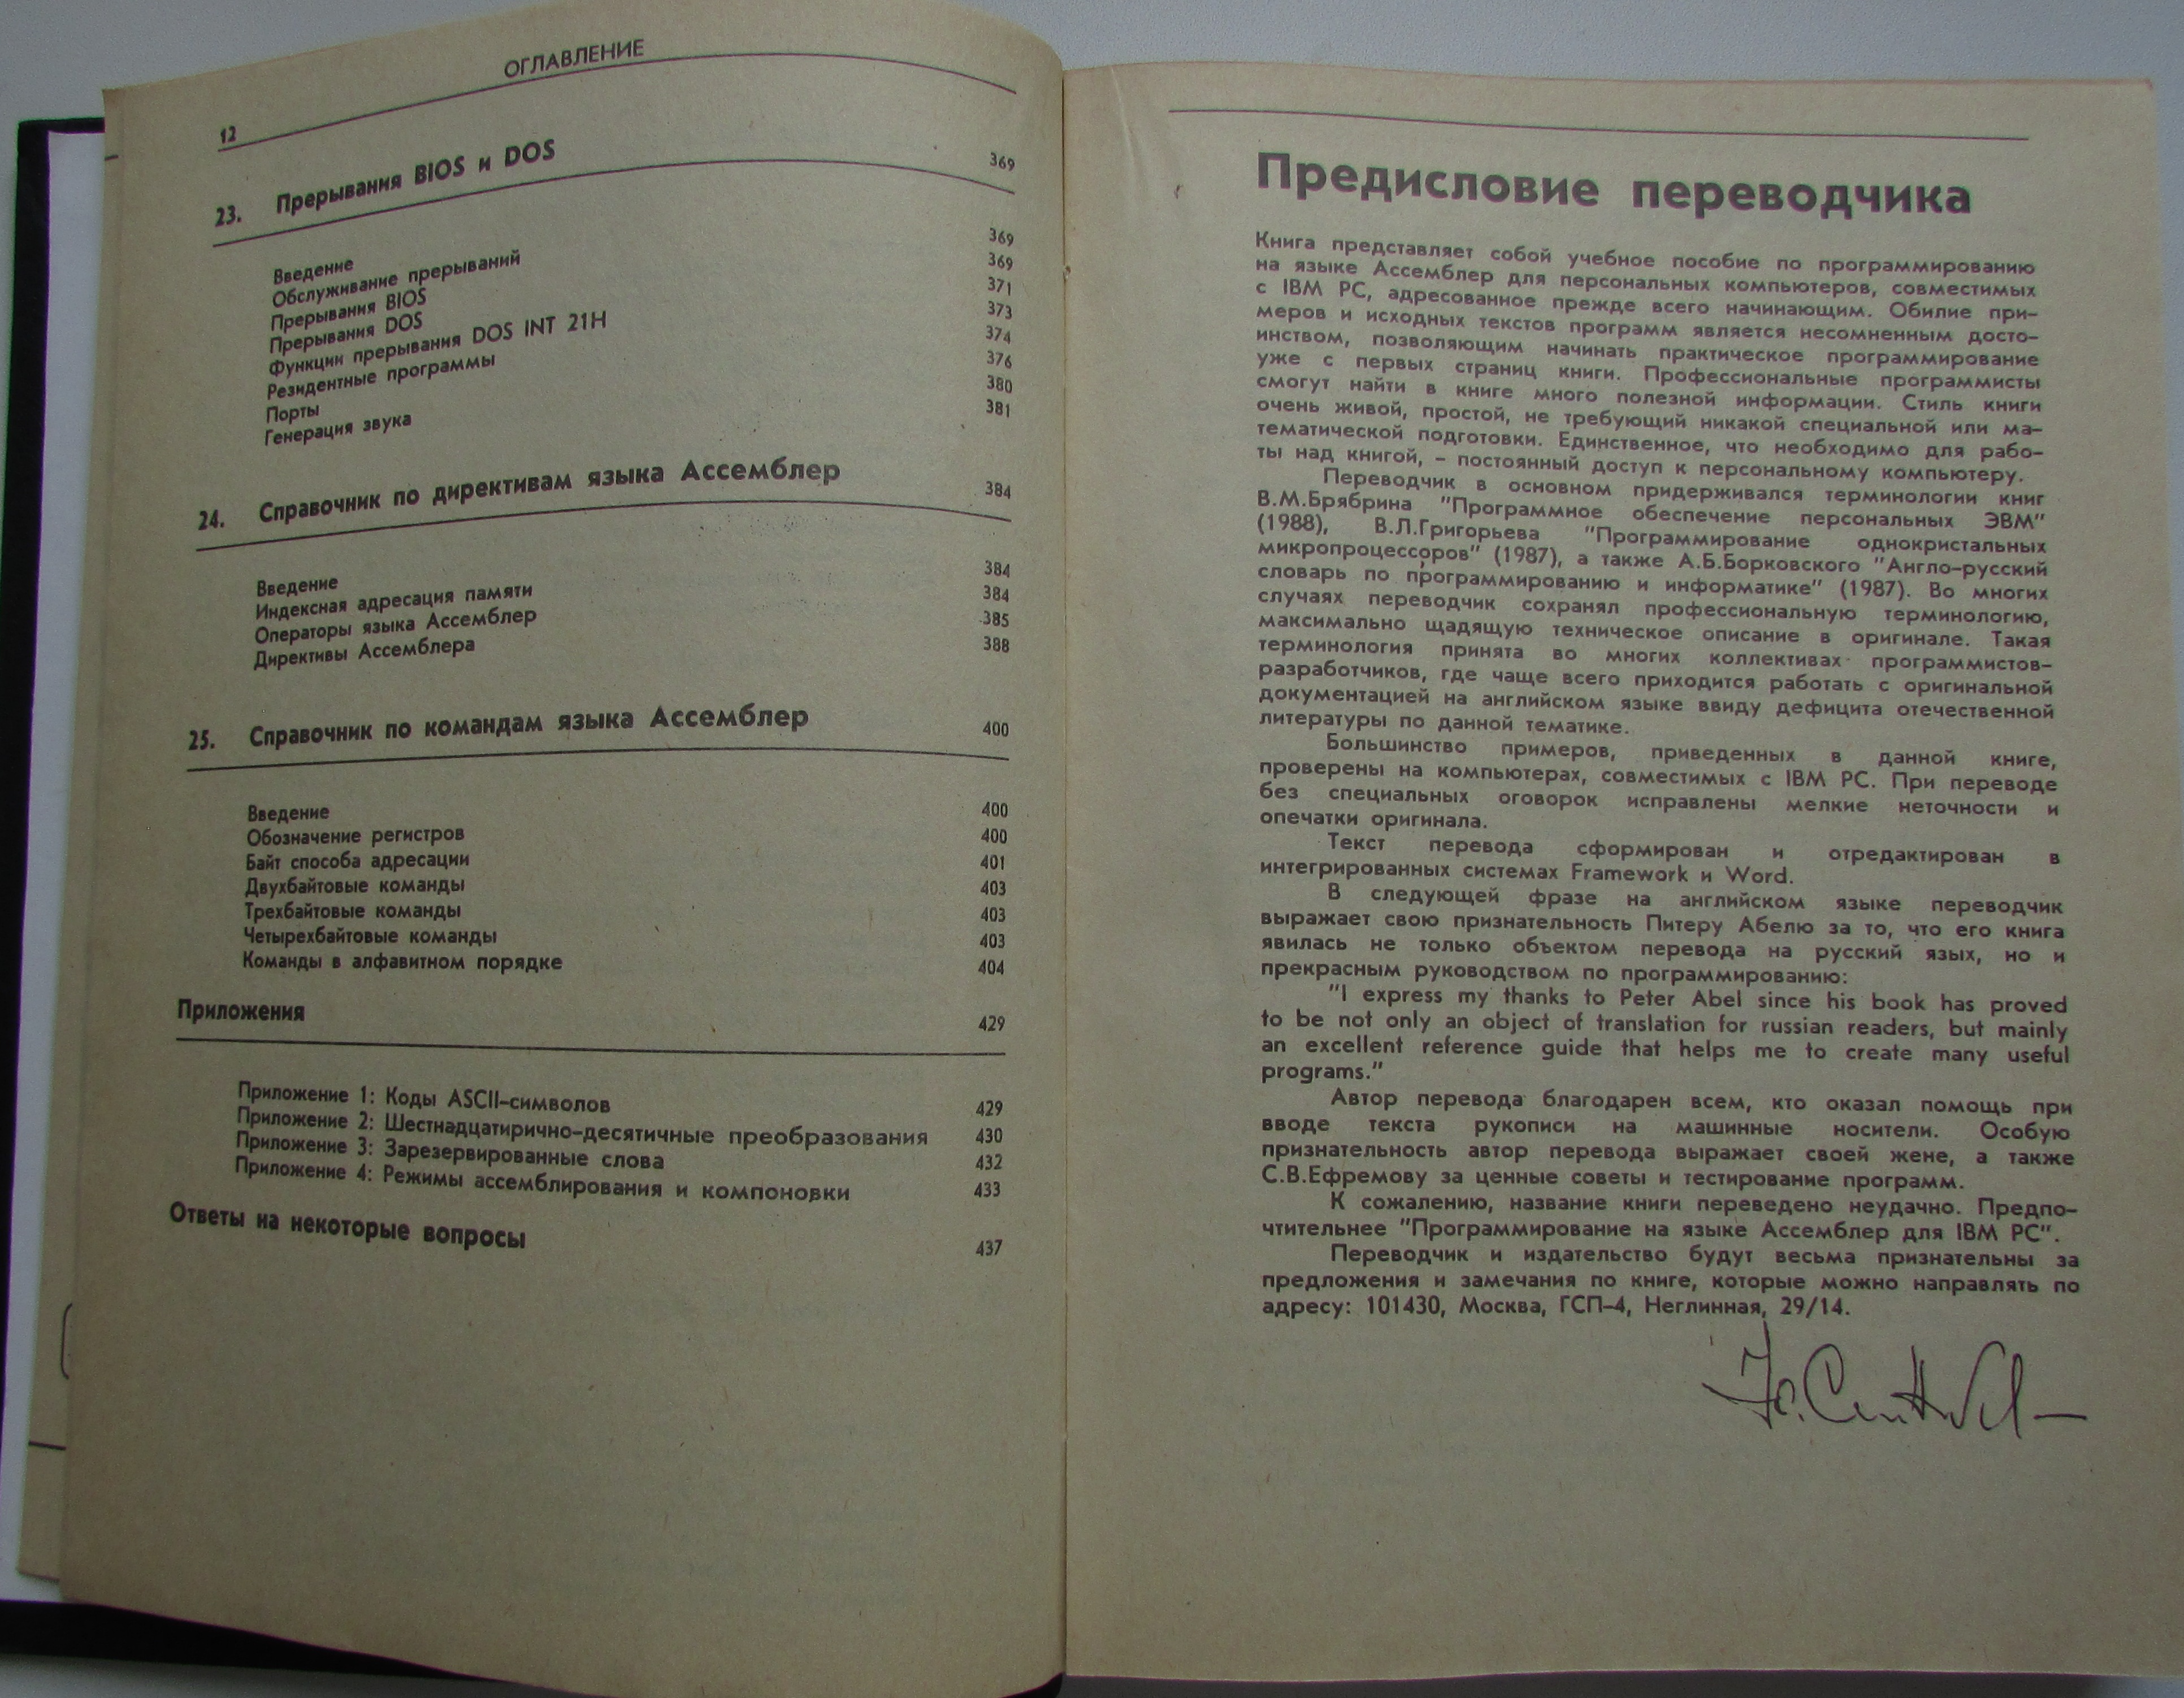 ОГЛАВЛЕНИЕ
12
23. Прерывания BIOS и DOS 369
Введение 369
Обслуживание прерываний 369
Прерывания BIOS 371
Прерывания DOS 373
Функции прерывания DOS INT 21H 374
Резидентные программы 376
Порты 380
Генерация звука 381
24. Справочник по директивам языка Ассемблер 384
Введение 384
Индексная адресация памяти 384
Операторы языка Ассемблер 385
Директивы Ассемблера 388
25. Справочник по командам языка Ассемблер 400
Введение 400
Обозначение регистров 400
Байт способа адресации 401
Двухбайтовые команды 403
Трехбайтовые команды 403
Четырехбайтовые команды 403
Команды в алфавитном порядке 404
Приложения 429
Приложение 1: Коды ASCII-символов 429
Приложение 2: Шестнадцатирично-десятичные преобразования 430
Приложение 3: Зарезервированные слова 432
Приложение 4: Режимы ассемблирования и компоновки 433
Ответы на некоторые вопросы 437
Предисловие переводчика
Книга представляет собой учебное пособие по программированию
на языке Ассемблер для персональных компьютеров, совместимых
с IBM PC, адресованное прежде всего начинающим. Обилие при-
меров и исходных текстов программ является несомненным досто-
инством, позволяющим начинать практическое программирование
уже с первых страниц книги. Профессиональные программисты
смогут найти в книге много полезной информации. Стиль книги
очень живой, простой, не требующий никакой специальной или ма-
тематической подготовки. Единственное, что необходимо для рабо-
ты над книгой, - постоянный доступ к персональному компьютеру.
Переводчик в основном придерживался терминологии книг
В.М.Брябрина "Программное обеспечение персональных ЭВМ"
(1988), В.Л.Григорьева "Программирование однокристальных
микропроцессоров" (1987), а также А.Б.Борковского "Англо-русский
словарь по программированию и информатике" (1987). Во многих
случаях переводчик сохранял профессиональную терминологию,
максимально щадящую техническое описание в оригинале. Такая
терминология принята во многих коллективах программистов-
разработчиков, где чаще всего приходится работать с оригинальной
документацией на английском языке ввиду дефицита отечественной
литературы по данной тематике.
Большинство примеров, приведенных в данной книге,
проверены на компьютерах, совместимых с IBM PC. При переводе
без специальных оговорок исправлены мелкие неточности и
опечатки оригинала.
Текст перевода сформирован и отредактирован в
интегрированных системах Framework и Word.
В следующей фразе на английском языке переводчик
выражает свою признательность Питеру Абелю за то, что его книга
явилась не только объектом перевода на русский язык, но и
прекрасным руководством по программированию:
"I express my thanks to Peter Abel since his book has proved
to be not only an object of translation for russian readers, but mainly
an excellent reference guide that helps me to create many useful
programs."
Автор перевода благодарен всем, кто оказал помощь при
вводе текста рукописи на машинные носители. Особую
признательность автор перевода выражает своей жене, а также
С.В.Ефремову за ценные советы и тестирование программ.
К сожалению, название книги переведено неудачно. Предпо-
чтительнее "Программирование на языке Ассемблер для IBM PC".
Переводчик и издательство будут весьма признательны за
предложения и замечания по книге, которые можно направлять по
адресу: 101430, Москва, ГСП-4, Неглинная, 29/14.